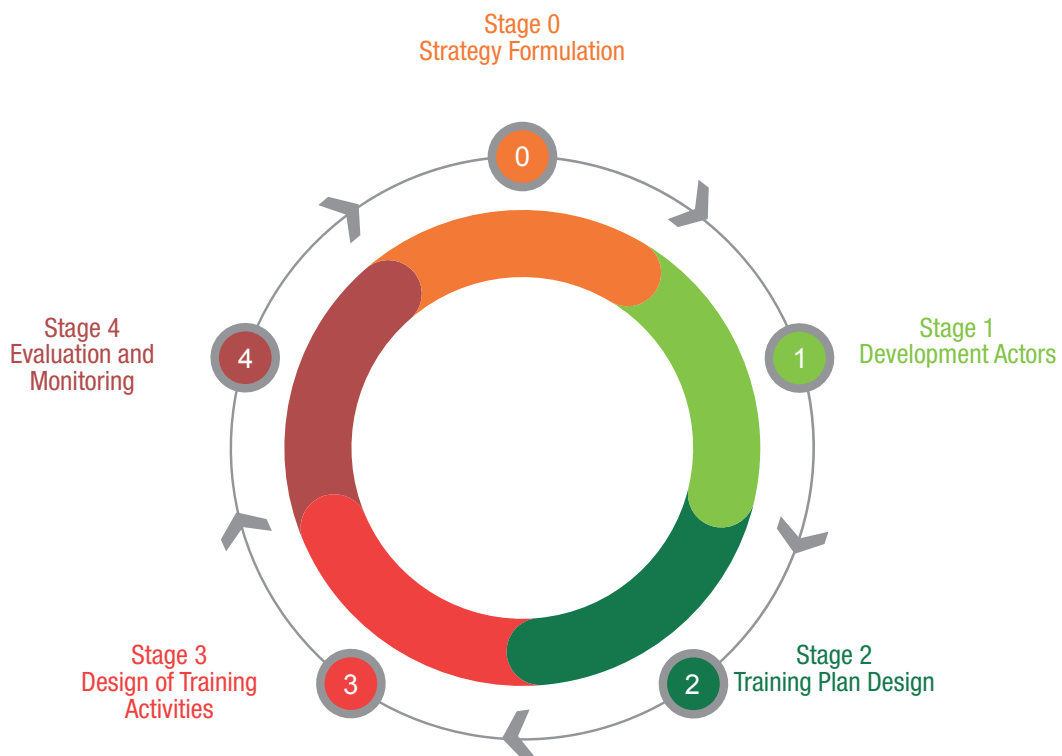 Stage 0
Strategy Formulation
0
Stage 1
Development Actors
1
Stage 2
Training Plan Design
2
Stage 3
Design of Training
Activities
3
Stage 4
Evaluation and
Monitoring
4